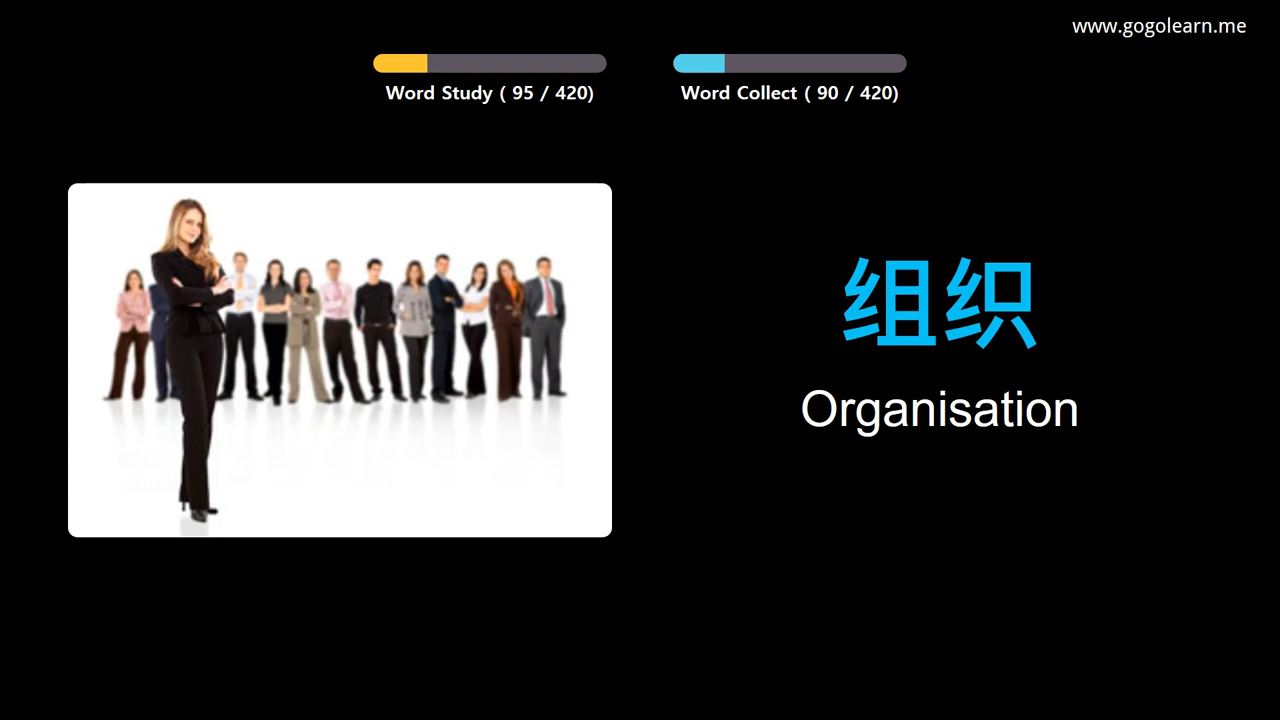 www.gogolearn.me
Word Study ( 95 / 420)
Word Collect ( 90 / 420)
组织
Organisation